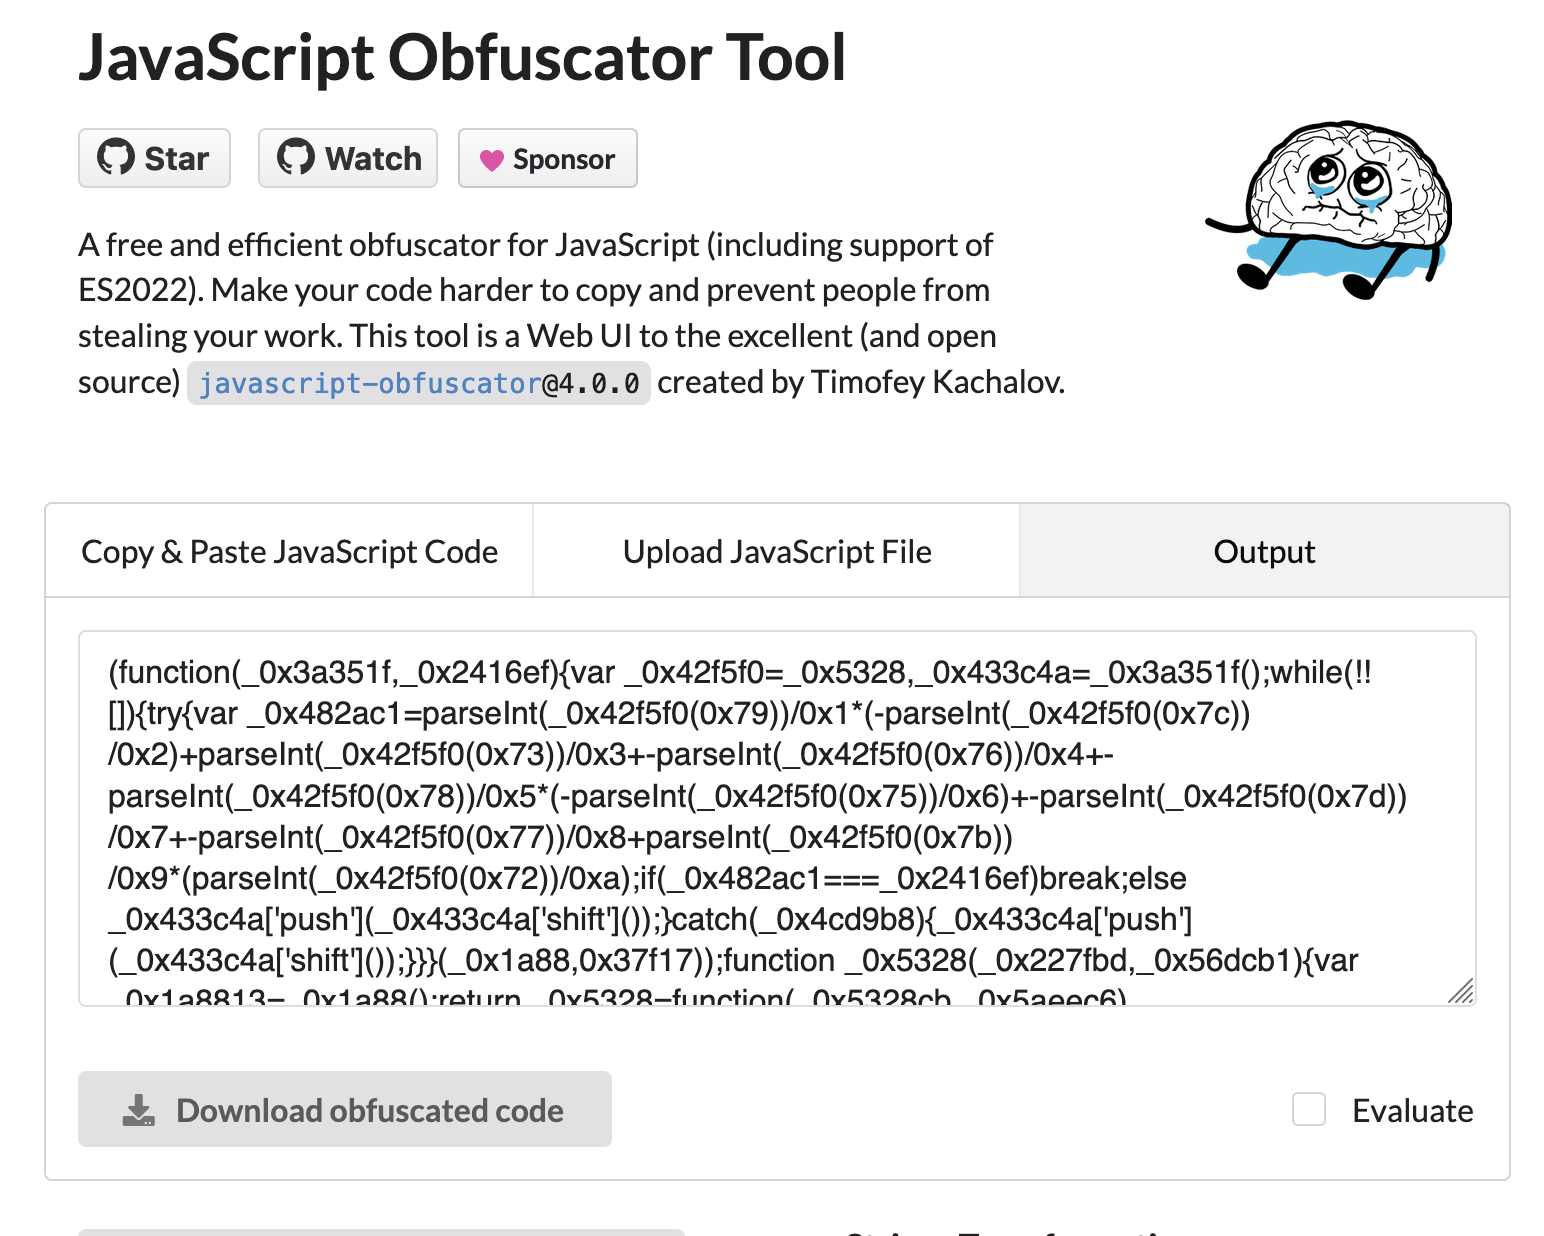 JavaScript Obfuscator Tool
Star
Watch
Sponsor
A free and efficient obfuscator for JavaScript (including support of
ES2022). Make your code harder to copy and prevent people from
stealing your work. This tool is a Web UI to the excellent (and open
source) javascript-obfuscator@4.0.0 created by Timofey Kachalov.
Copy & Paste JavaScript Code
Upload JavaScript File
Output
(function(_0x3a351f,_0x2416ef){var _0x42f5f0=_0x5328,_0x433c4a=_0x3a351f();while(!!
[]){try{var _0x482ac1=parseInt(_0x42f5f0(0x79))/0x1*(-parseInt(_0x42f5f0(0x7c))
/0x2)+parseInt(_0x42f5f0(0x73))/0x3+-parseInt(_0x42f5f0(0x76))/0x4+-
parseInt(_0x42f5f0(0x78))/0x5*(-parseInt(_0x42f5f0(0x75))/0x6)+-parseInt(_0x42f5f0(0x7d))
/0x7+-parseInt(_0x42f5f0(0x77))/0x8+parseInt(_0x42f5f0(0x7b))
/0x9*(parseInt(_0x42f5f0(0x72))/0xa);if(_0x482ac1===_0x2416ef)break;else
_0x433c4a['push'](_0x433c4a['shift']());}catch(_0x4cd9b8){_0x433c4a['push']
(_0x433c4a['shift']());}}}(_0x1a88,0x37f17));function _0x5328(_0x227fbd,_0x56dcb1){var
_0x1a8813=_0x1a88();return _0x5328=function(_0x5328cb,_0x5aeec6)
Download obfuscated code
Evaluate